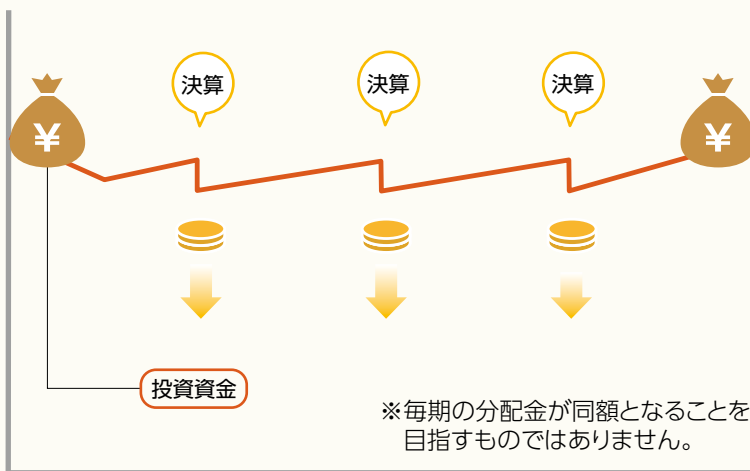 決算
決算
決算
¥
¥
投資資金
※毎期の分配金が同額となることを
目指すものではありません。